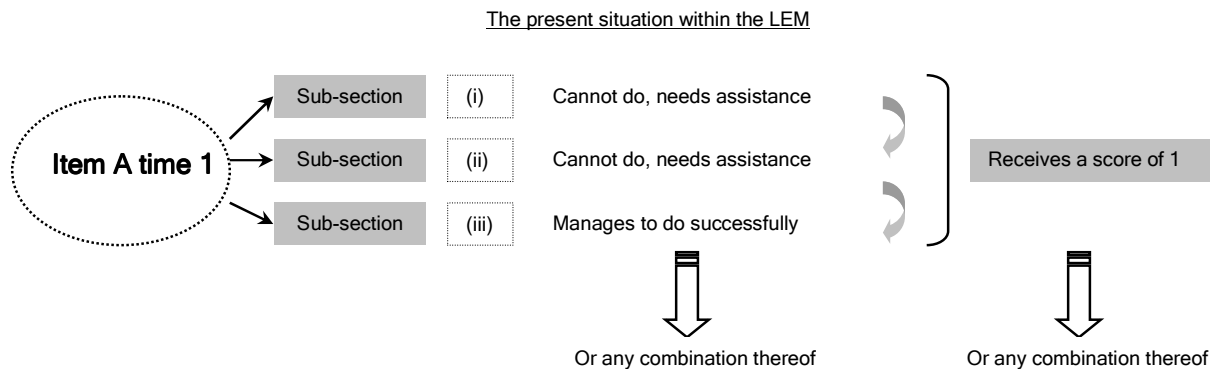 The present situation within the LEM
Sub-section (i) Cannot do, needs assistance
Item A time 1 Sub-section (ii) Cannot do, needs assistance Receives a score of 1
Sub-section (iii) Manages to do successfully
Or any combination thereof Or any combination thereof